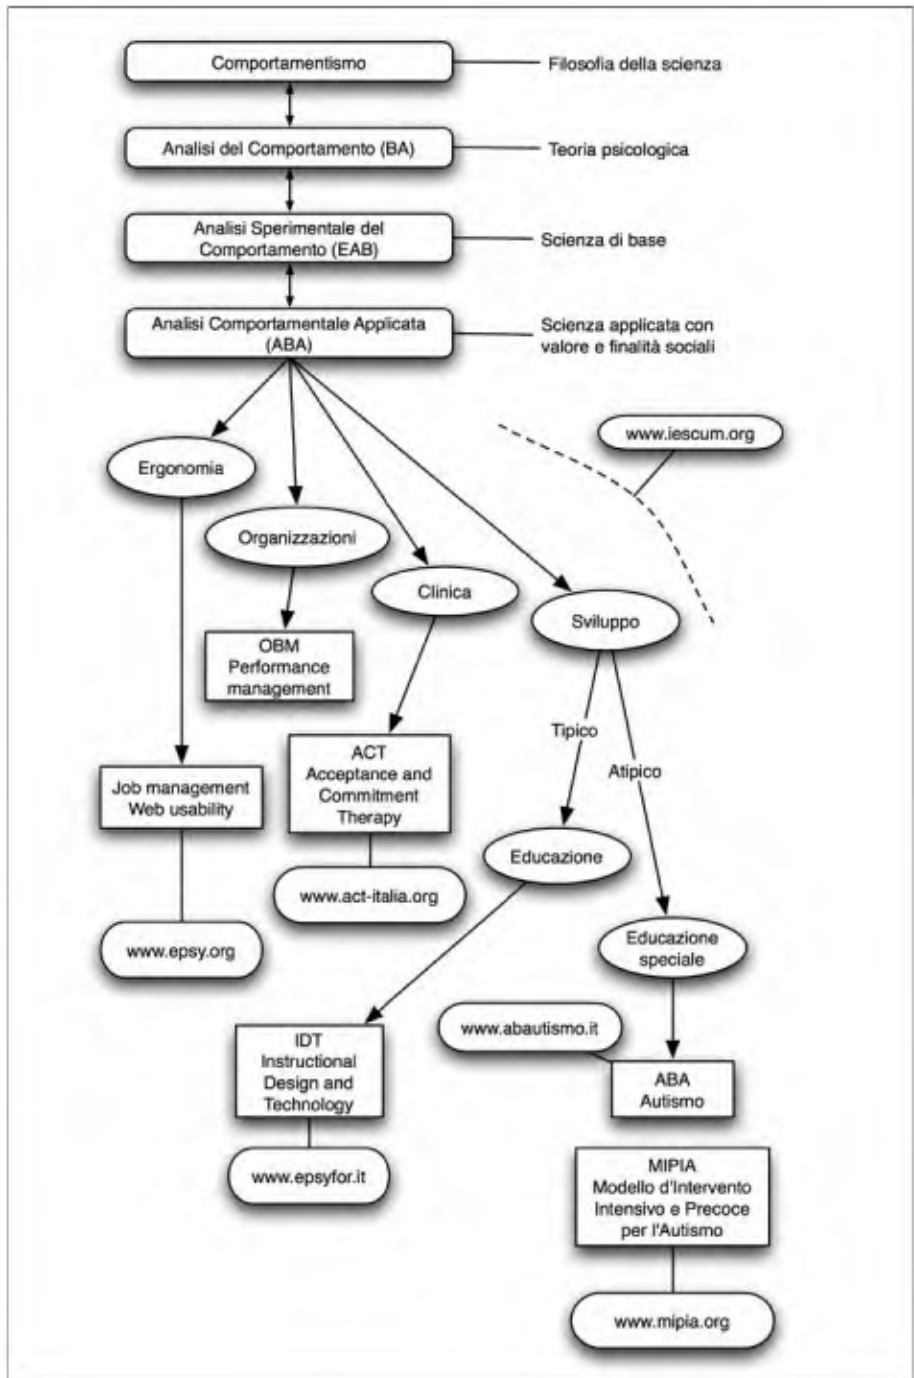 Comportamentismo
Filosofia della scienza
Analisi del Comportamento (BA)
Teoria psicologica
Analisi Sperimentale del
Comportamento (EAB)
Scienza di base
Analisi Comportamentale Applicata
(ABA)
Scienza applicata con
valore e finalità sociali
www.iescum.org
Ergonomia
Organizzazioni
Clinica
Sviluppo
OBM
Performance
management
Tipico
Atipico
ACT
Acceptance and
Commitment
Therapy
Job management
Web usability
Educazione
www.act-italia.org
www.epsy.org
Educazione
speciale
www.abautismo.it
IDT
Instructional
Design and
Technology
ABA
Autismo
www.epsyfor.it
MIPIA
Modello d'Intervento
Intensivo e Precoce
per l'Autismo
www.mipia.org